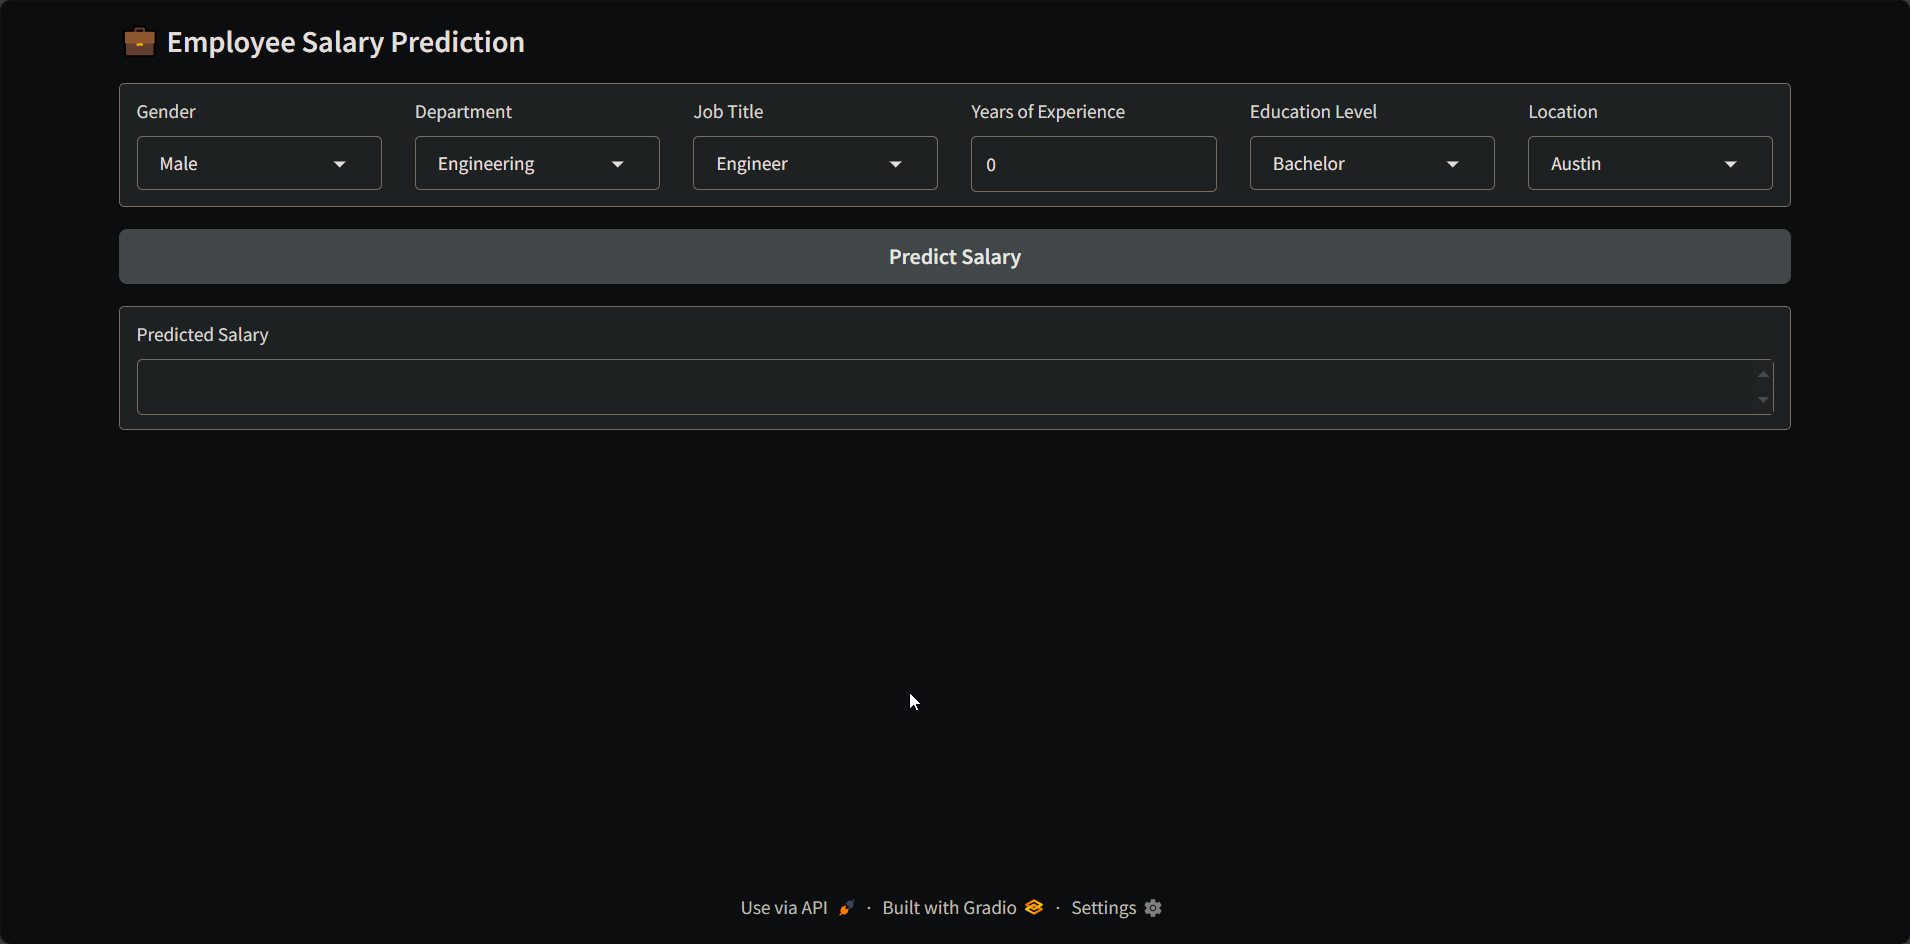 Employee Salary Prediction
Gender Department Job Title Years of Experience Education Level Location
Male Engineering Engineer 0 Bachelor Austin
Predict Salary
Predicted Salary
Use via API · Built with Gradio · Settings